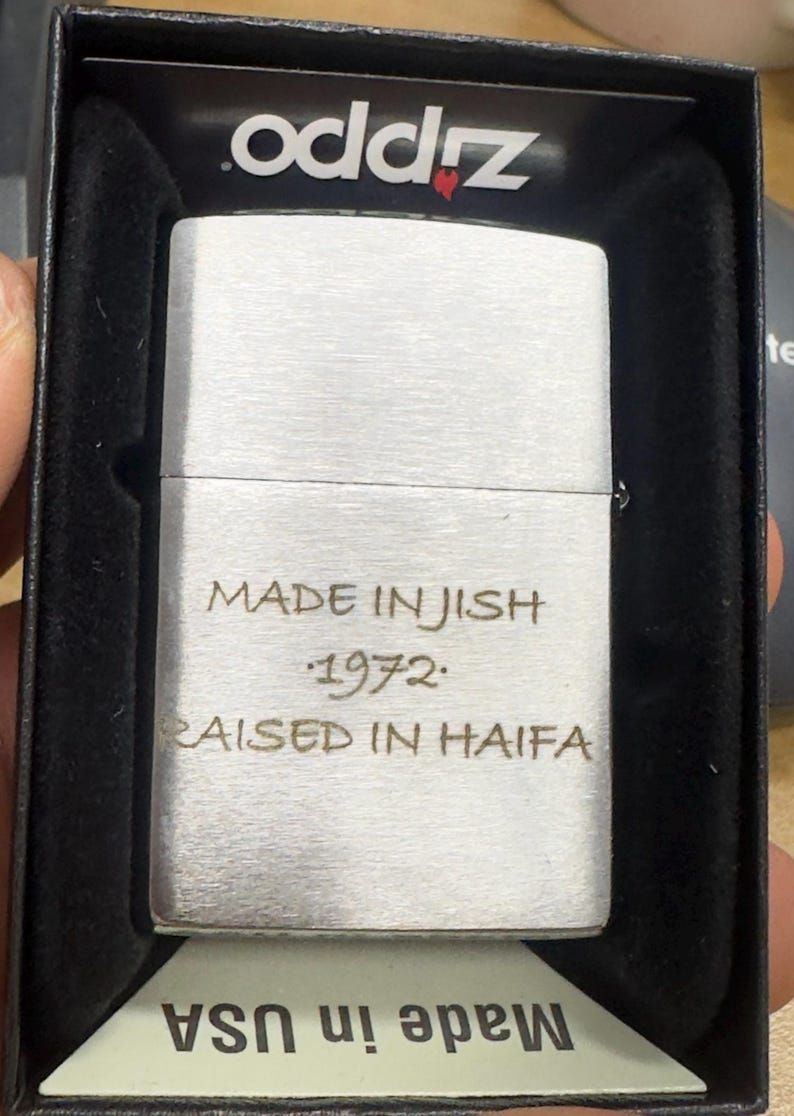 zippo
MADE IN JISH
·1972·
RAISED IN HAIFA
Made in USA